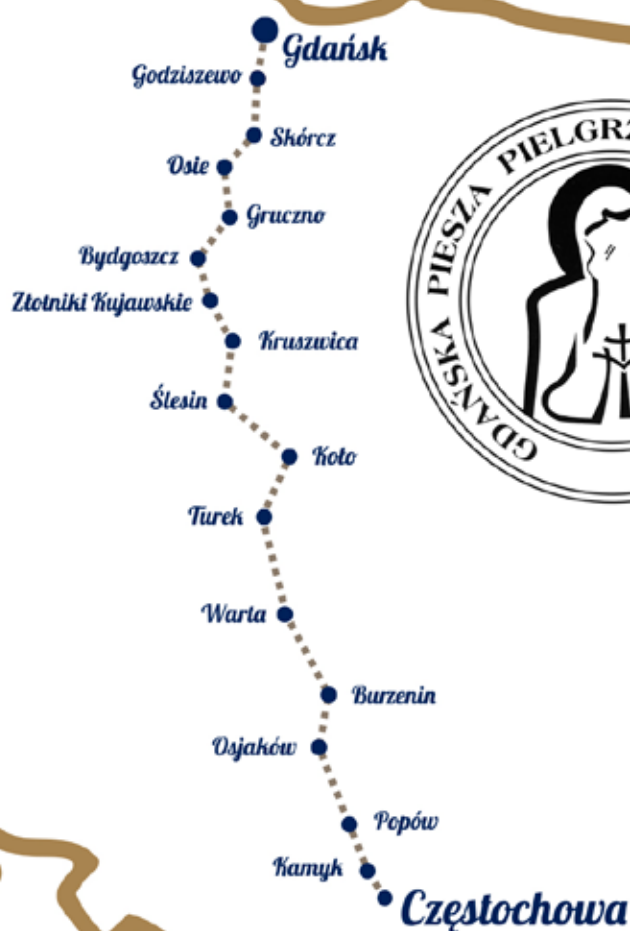 Gdańsk
Godziszewo
Skórcz
Osie
Gruczno
Bydgoszcz
Złotniki Kujawskie
Kruszwica
Ślesin
Koło
Turek
Warta
Burzenin
Osjaków
Popów
Kamyk
Częstochowa
GDAŃSKA PIESZA PIELGRZ